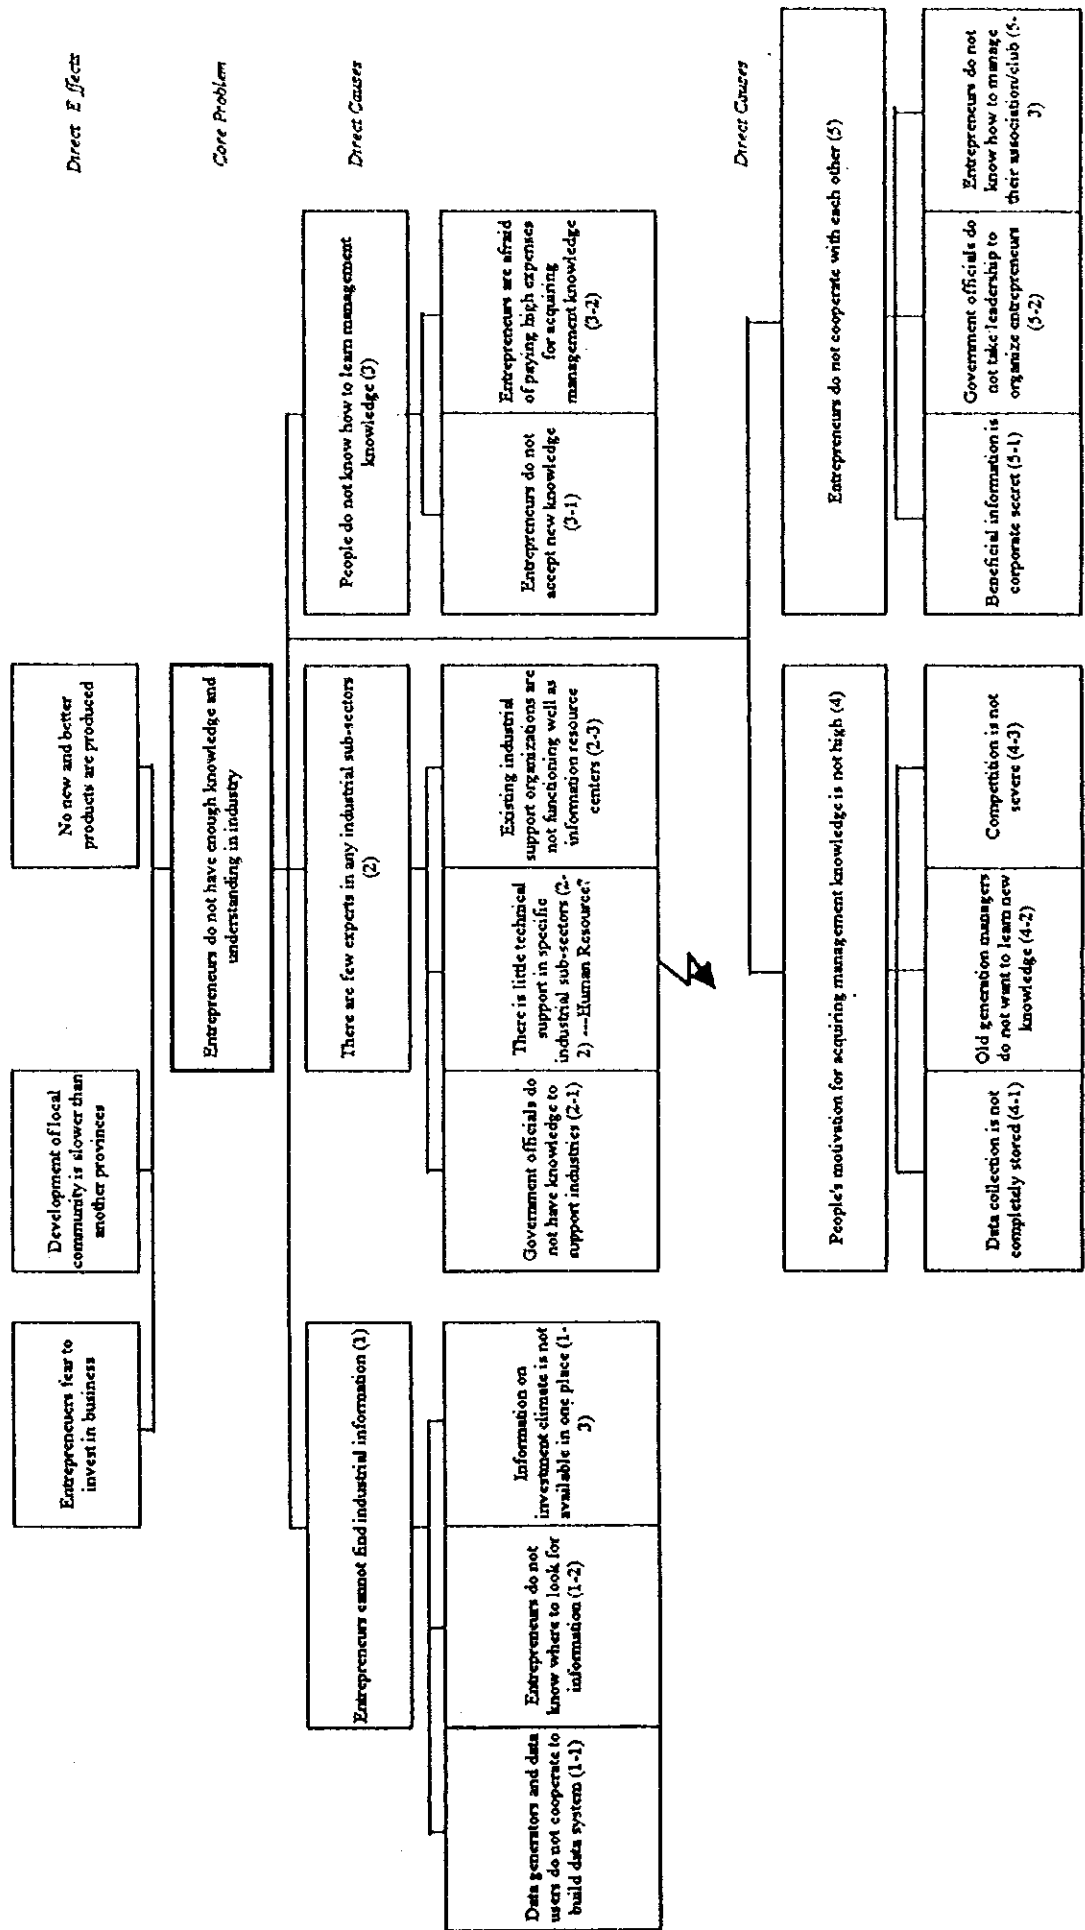 Direct Effects
Entrepreneuers fear to
invest in business
Development of local
community is slower than
another provinces
No new and better
products are produced
Core Problem
Entrepreneurs do not have enough knowledge and
understanding in industry
Direct Causes
Entrepreneurs cannot find industrial information (1)
There are few experts in any industrial sub-sectors
(2)
People do not know how to learn management
knowledge (3)
Data generators and data
users do not cooperate to
build data system (1-1)
Entrepreneurs do not
know where to look for
information (1-2)
Information on
investment climate is not
available in one place (1-
3)
Government officials do
not have knowledge to
support industries (2-1)
There is little technical
support in specific
industrial sub-sectors (2-
2) ---Human Resource?
Existing industrial
support organizations are
not functioning well as
information resource
centers (2-3)
Entrepreneurs do not
accept new knowledge
(3-1)
Entrepreneurs are afraid
of paying high expenses
for acquiring
management knowledge
(3-2)
Direct Causes
People's motivation for acquiring management knowledge is not high (4)
Entrepreneurs do not cooperate with each other (5)
Data collection is not
completely stored (4-1)
Old generation managers
do not want to learn new
knowledge (4-2)
Competition is not
severe (4-3)
Beneficial information is
corporate secret (5-1)
Government officials do
not take leadership to
organize entrepreneurs
(5-2)
Entrepreneurs do not
know how to manage
their association/club (5-
3)